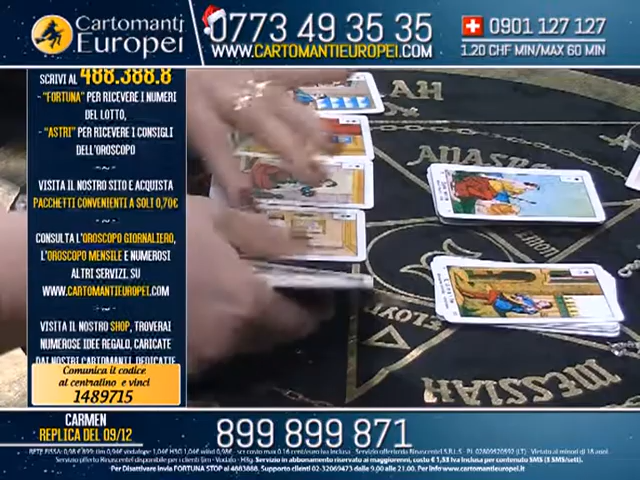 Cartomanti
Europei
0773 49 35 35
WWW.CARTOMANTIEUROPEI.COM
0901 127 127
1.20 CHF MIN/MAX 60 MIN
SCRIVI AL 488.388.8
- "FORTUNA" PER RICEVERE I NUMERI
DEL LOTTO,
- "ASTRI" PER RICEVERE I CONSIGLI
DELL'OROSCOPO
VISITA IL NOSTRO SITO E ACQUISTA
PACCHETTI CONVENIENTI A SOLI 0,70€
CONSULTA L'OROSCOPO GIORNALIERO,
L'OROSCOPO MENSILE E NUMEROSI
ALTRI SERVIZI, SU
WWW.CARTOMANTIEUROPEI.COM
VISITA IL NOSTRO SHOP, TROVERAI
NUMEROSE IDEE REGALO, CARICATE
DAI NOSTRI CARTOMANTI, DEDICATE
Comunica il codice
al centralino e vinci
1489715
MESSIAH
CARMEN
REPLICA DEL 09/12
899 899 871
Per Disattivare invia FORTUNA STOP al 4883888, Supporto clienti 02-32069473 dalle 9.00 alle 21.00. Per info www.cartomantieuropei.it